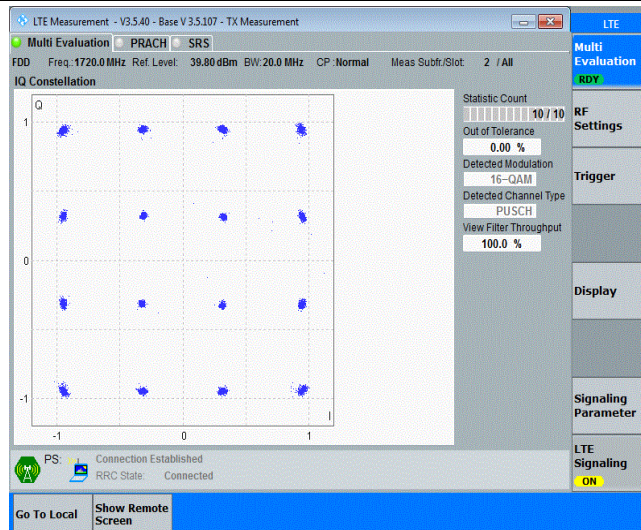 LTE Measurement - V3.5.40 - Base V 3.5.107 - TX Measurement
LTE
Multi Evaluation PRACH SRS
FDD Freq.:1720.0 MHz Ref. Level: 39.80 dBm BW:20.0 MHz CP :Normal Meas Subfr./Slot: 2 / All
IQ Constellation
Q
1
0
-1
I
-1 0 1
Statistic Count
10 / 10
Out of Tolerance
0.00 %
Detected Modulation
16-QAM
Detected Channel Type
PUSCH
View Filter Throughput
100.0 %
Multi
Evaluation
RDY
RF
Settings
Trigger
Display
Signaling
Parameter
LTE
Signaling
ON
PS: Connection Established
RRC State: Connected
Go To Local
Show Remote
Screen